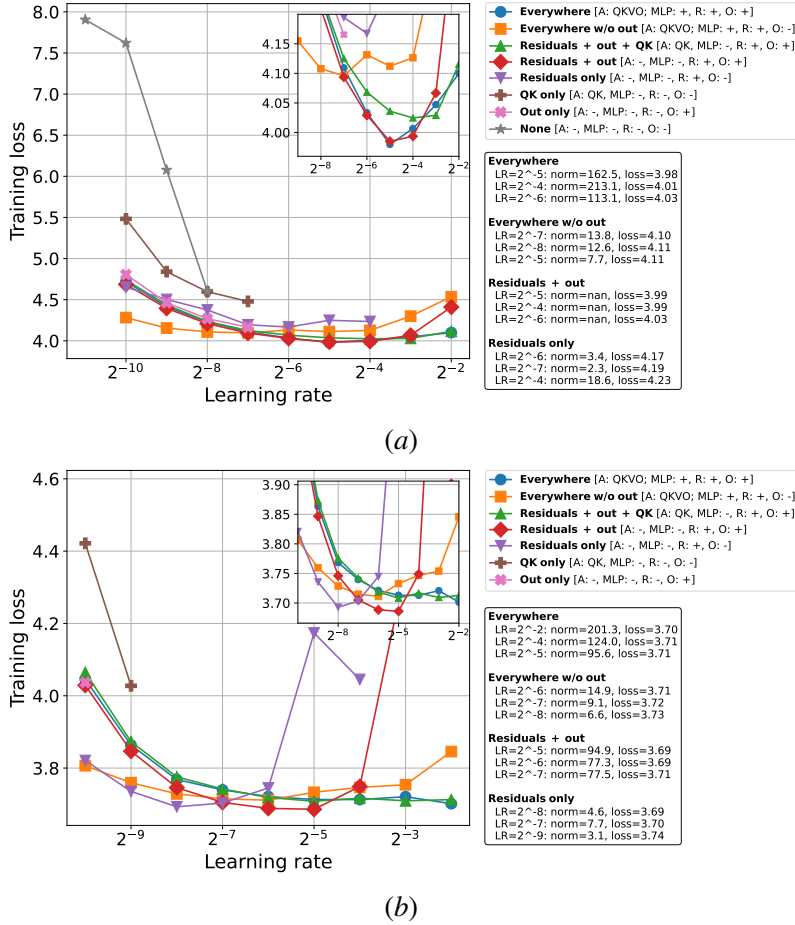 8.0
7.5
7.0
6.5
6.0
5.5
5.0
4.5
4.0
Training loss
2^-10
2^-8
2^-6
2^-4
2^-2
Learning rate
4.15
4.10
4.05
4.00
2^-8
2^-6
2^-4
2^-2
Everywhere [A: QKVO; MLP: +, R: +, O: +]
Everywhere w/o out [A: QKVO, MLP: +, R: +, O: -]
Residuals + out + QK [A: QK, MLP: -, R: +, O: +]
Residuals + out [A: -, MLP: -, R: +, O: +]
Residuals only [A: -, MLP: -, R: +, O: -]
QK only [A: QK, MLP: -, R: -, O: -]
Out only [A: -, MLP: -, R: -, O: +]
None [A: -, MLP: -, R: -, O: -]
Everywhere
LR=2^-5: norm=162.5, loss=3.98
LR=2^-4: norm=213.1, loss=4.01
LR=2^-6: norm=113.1, loss=4.03
Everywhere w/o out
LR=2^-7: norm=13.8, loss=4.10
LR=2^-8: norm=12.6, loss=4.11
LR=2^-5: norm=7.7, loss=4.11
Residuals + out
LR=2^-5: norm=nan, loss=3.99
LR=2^-4: norm=nan, loss=3.99
LR=2^-6: norm=nan, loss=4.03
Residuals only
LR=2^-6: norm=3.4, loss=4.17
LR=2^-7: norm=2.3, loss=4.19
LR=2^-4: norm=18.6, loss=4.23
(a)
4.6
4.4
4.2
4.0
3.8
Training loss
2^-9
2^-7
2^-5
2^-3
Learning rate
3.90
3.85
3.80
3.75
3.70
2^-8
2^-5
2^-2
Everywhere [A: QKVO; MLP: +, R: +, O: +]
Everywhere w/o out [A: QKVO, MLP: +, R: +, O: -]
Residuals + out + QK [A: QK, MLP: -, R: +, O: +]
Residuals + out [A: -, MLP: -, R: +, O: +]
Residuals only [A: -, MLP: -, R: +, O: -]
QK only [A: QK, MLP: -, R: -, O: -]
Out only [A: -, MLP: -, R: -, O: +]
Everywhere
LR=2^-2: norm=201.3, loss=3.70
LR=2^-4: norm=124.0, loss=3.71
LR=2^-5: norm=95.6, loss=3.71
Everywhere w/o out
LR=2^-6: norm=14.9, loss=3.71
LR=2^-7: norm=9.1, loss=3.72
LR=2^-8: norm=6.6, loss=3.73
Residuals + out
LR=2^-5: norm=94.9, loss=3.69
LR=2^-6: norm=77.3, loss=3.69
LR=2^-7: norm=77.5, loss=3.71
Residuals only
LR=2^-8: norm=4.6, loss=3.69
LR=2^-7: norm=7.7, loss=3.70
LR=2^-9: norm=3.1, loss=3.74
(b)